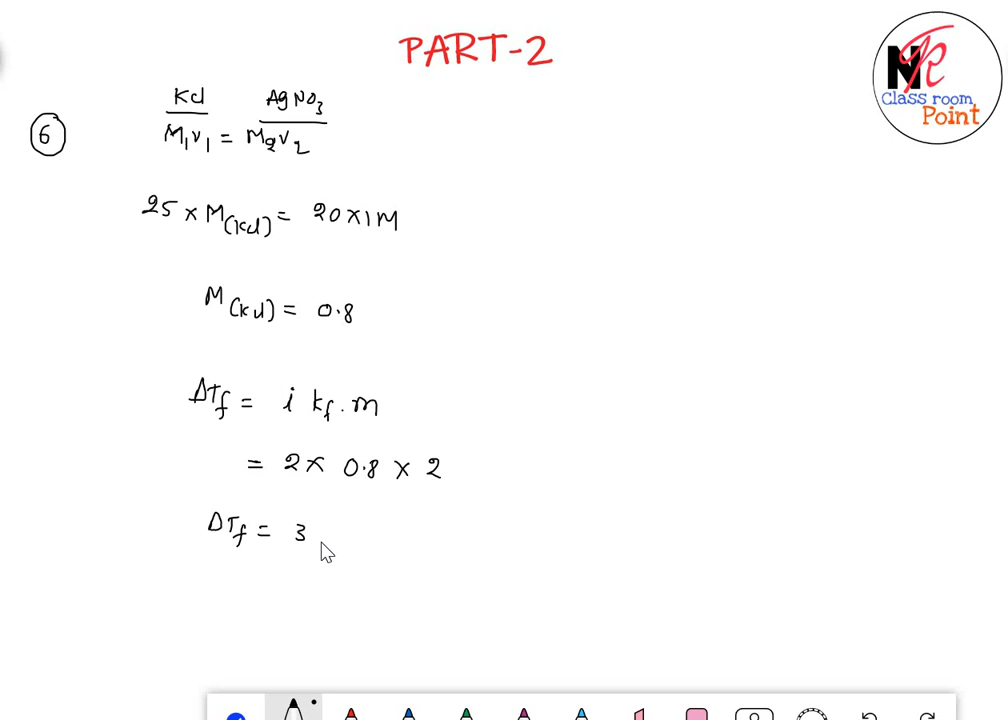 PART-2
NR
Class room
Point
6
KCl AgNO3
M1V1 = M2V2
25 × M(KCl) = 20×1M
M(KCl) = 0.8
ΔTf = i kf . m
= 2× 0.8 × 2
ΔTf = 3